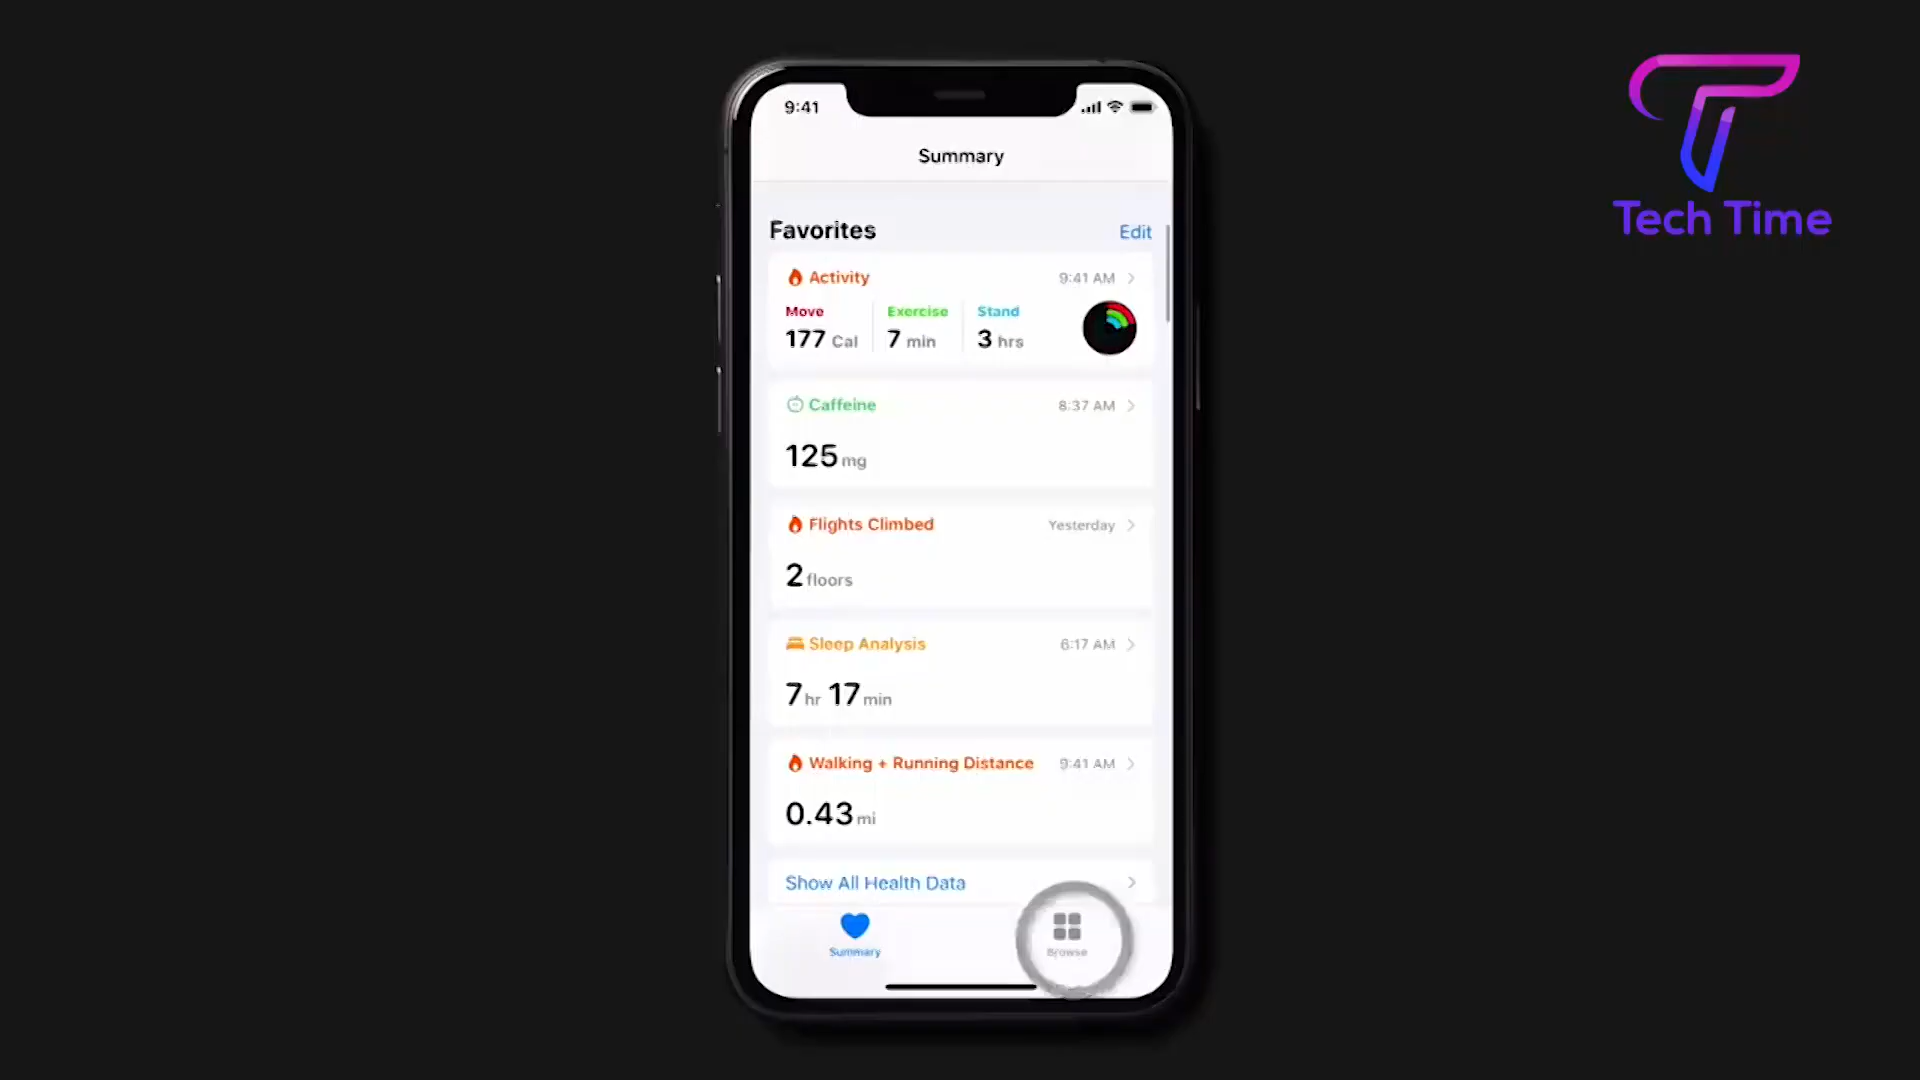 9:41
Summary
Favorites
Edit
Activity
9:41 AM
Move
Exercise
Stand
177 Cal
7 min
3 hrs
Caffeine
8:37 AM
125 mg
Flights Climbed
Yesterday
2 floors
Sleep Analysis
6:17 AM
7 hr 17 min
Walking + Running Distance
9:41 AM
0.43 mi
Show All Health Data
Summary
Browse
Tech Time